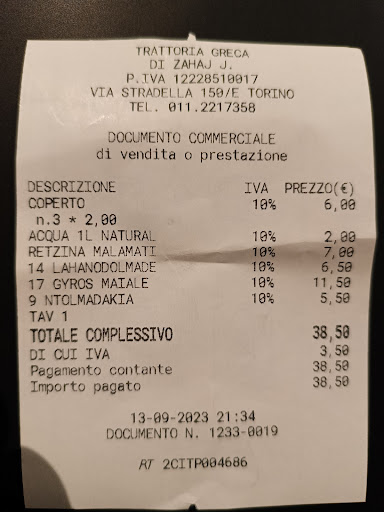 TRATTORIA GRECA
DI ZAHAJ J.
P.IVA 12228510017
VIA STRADELLA 150/E TORINO
TEL. 011.2217358
DOCUMENTO COMMERCIALE
di vendita o prestazione
DESCRIZIONE IVA PREZZO(€)
COPERTO 10% 6,00
n.3 * 2,00
ACQUA 1L NATURAL 10% 2,00
RETZINA MALAMATI 10% 7,00
14 LAHANODOLMADE 10% 6,50
17 GYROS MAIALE 10% 11,50
9 NTOLMADAKIA 10% 5,50
TAV 1
TOTALE COMPLESSIVO 38,50
DI CUI IVA 3,50
Pagamento contante 38,50
Importo pagato 38,50
13-09-2023 21:34
DOCUMENTO N. 1233-0019
RT 2CITP004686